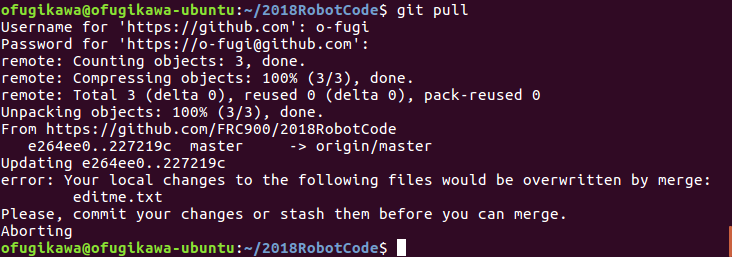 ofugikawa@ofugikawa-ubuntu:~/2018RobotCode$ git pull
Username for 'https://github.com': o-fugi
Password for 'https://o-fugi@github.com':
remote: Counting objects: 3, done.
remote: Compressing objects: 100% (3/3), done.
remote: Total 3 (delta 0), reused 0 (delta 0), pack-reused 0
Unpacking objects: 100% (3/3), done.
From https://github.com/FRC900/2018RobotCode
   e264ee0..227219c  master     -> origin/master
Updating e264ee0..227219c
error: Your local changes to the following files would be overwritten by merge:
        editme.txt
Please, commit your changes or stash them before you can merge.
Aborting
ofugikawa@ofugikawa-ubuntu:~/2018RobotCode$